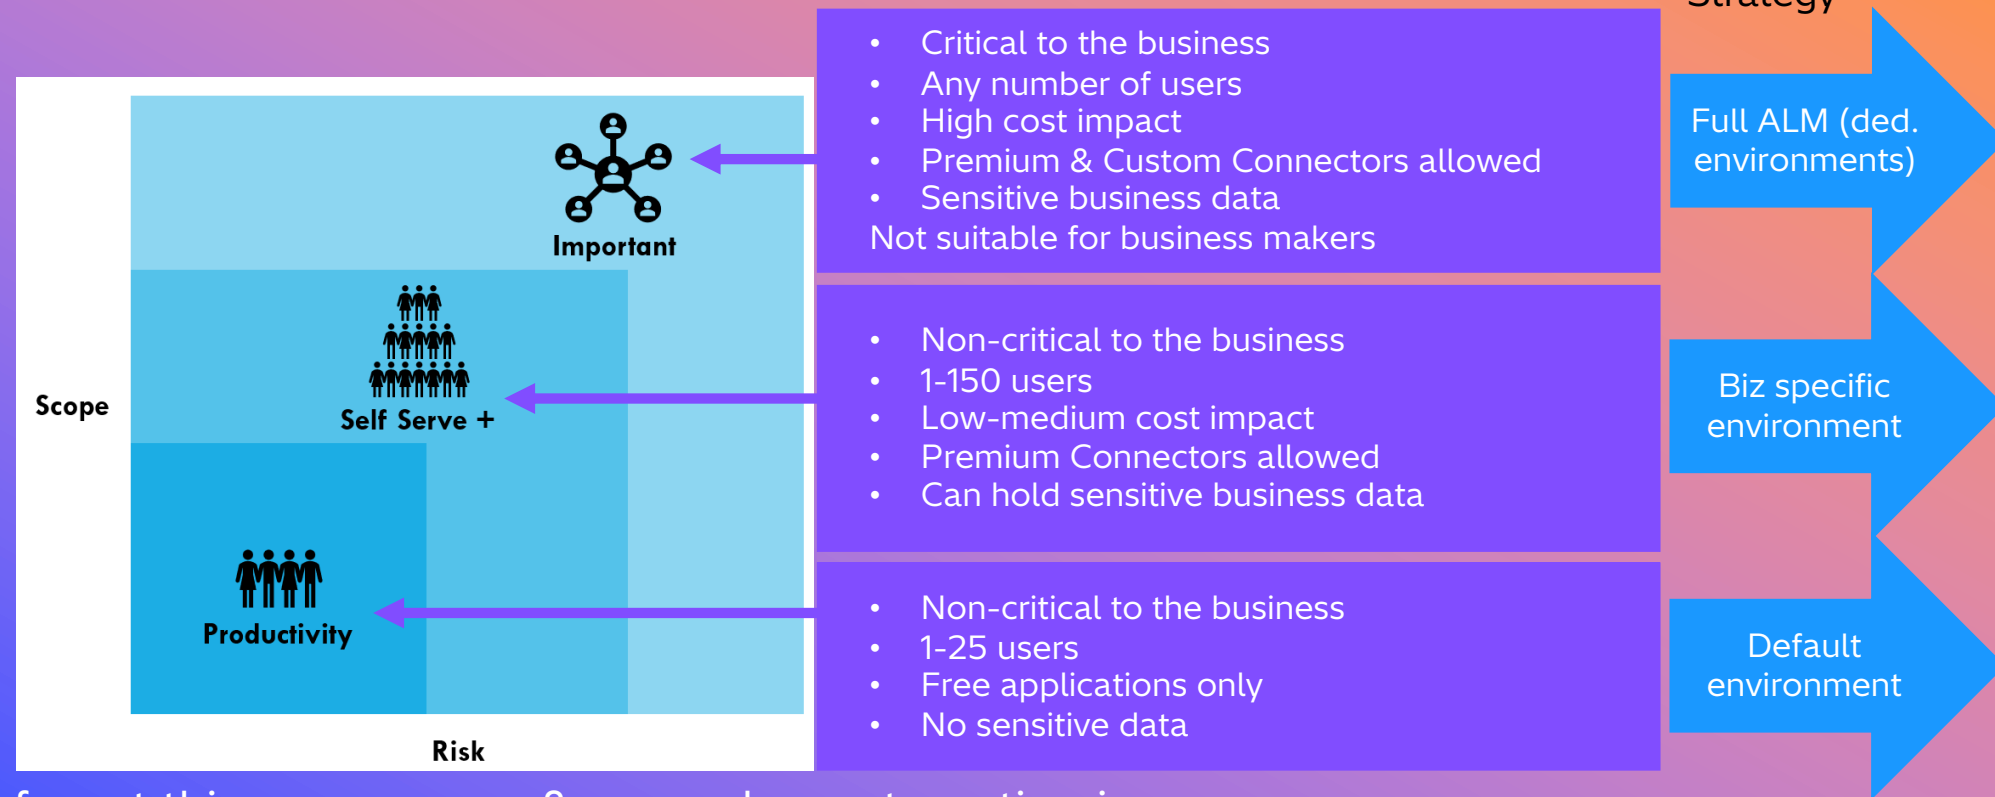 Strategy
• Critical to the business
• Any number of users
• High cost impact
• Premium & Custom Connectors allowed
• Sensitive business data
Not suitable for business makers
Full ALM (ded.
environments)
Important
• Non-critical to the business
• 1-150 users
• Low-medium cost impact
• Premium Connectors allowed
• Can hold sensitive business data
Biz specific
environment
Self Serve +
Scope
• Non-critical to the business
• 1-25 users
• Free applications only
• No sensitive data
Default
environment
Productivity
Risk